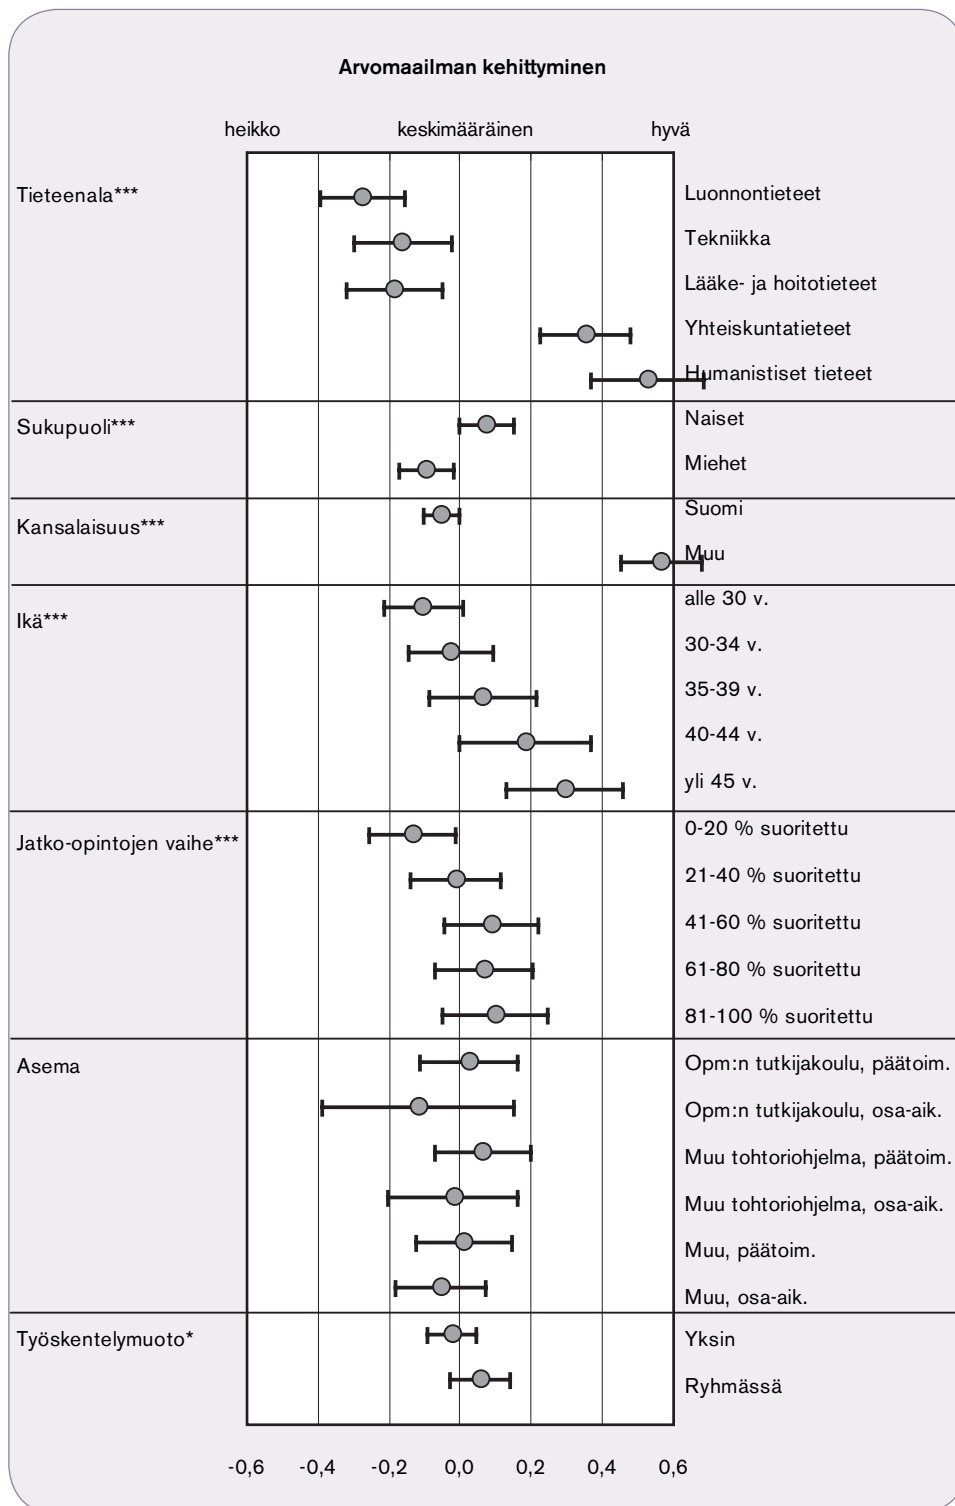 Arvomaailman kehittyminen
heikko keskimääräinen hyvä
Tieteenala*** Luonnontieteet
Tekniikka
Lääke- ja hoitotieteet
Yhteiskuntatieteet
Humanistiset tieteet
Sukupuoli*** Naiset
Miehet
Kansalaisuus*** Suomi
Muu
Ikä*** alle 30 v.
30-34 v.
35-39 v.
40-44 v.
yli 45 v.
Jatko-opintojen vaihe*** 0-20 % suoritettu
21-40 % suoritettu
41-60 % suoritettu
61-80 % suoritettu
81-100 % suoritettu
Asema Opm:n tutkijakoulu, päätoim.
Opm:n tutkijakoulu, osa-aik.
Muu tohtoriohjelma, päätoim.
Muu tohtoriohjelma, osa-aik.
Muu, päätoim.
Muu, osa-aik.
Työskentelymuoto* Yksin
Ryhmässä
-0,6 -0,4 -0,2 0,0 0,2 0,4 0,6